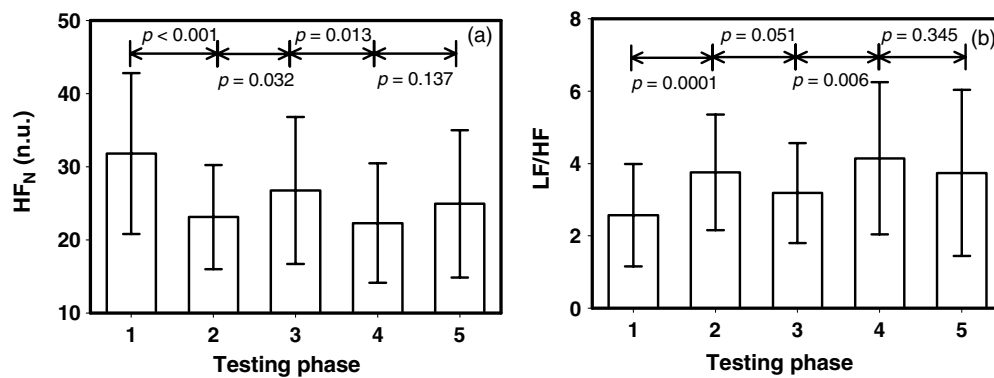 (a)
p < 0.001
p = 0.013
p = 0.032
p = 0.137
HF_N (n.u.)
50
40
30
20
10
1 2 3 4 5
Testing phase
(b)
p = 0.051
p = 0.345
p = 0.0001
p = 0.006
LF/HF
8
6
4
2
0
1 2 3 4 5
Testing phase